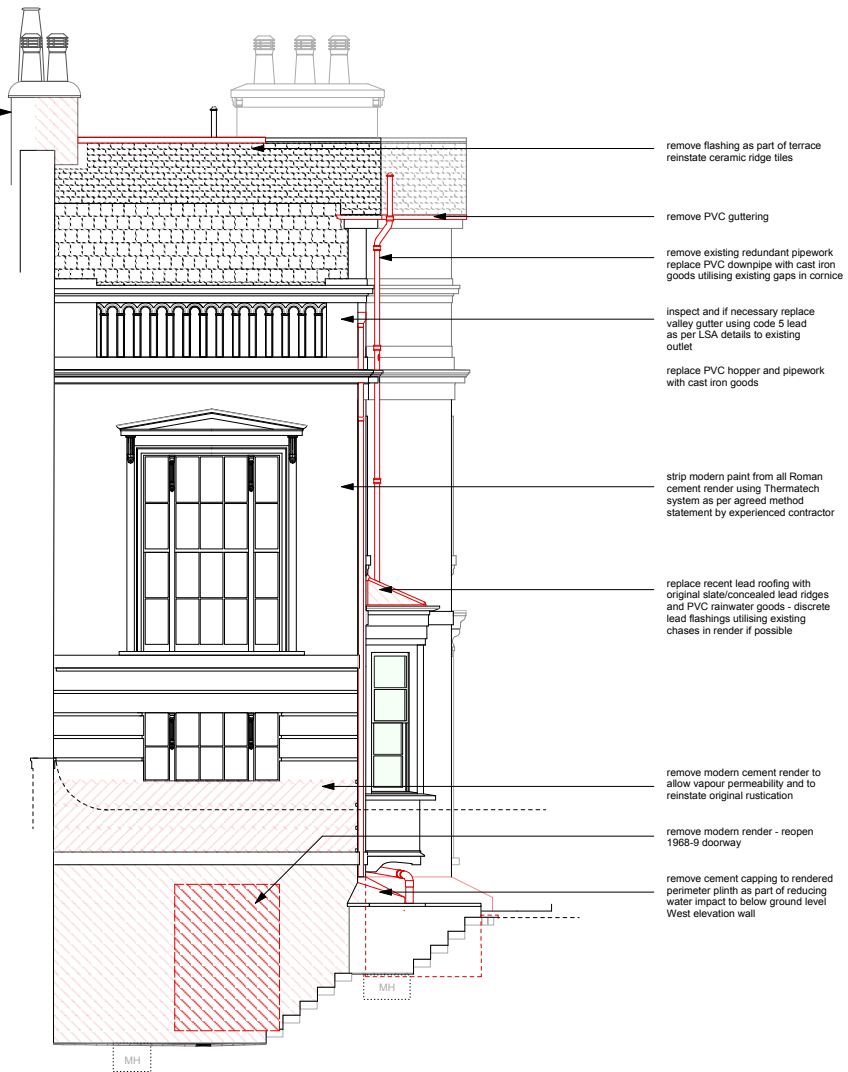 remove flashing as part of terrace
reinstate ceramic ridge tiles
remove PVC guttering
remove existing redundant pipework
replace PVC downpipe with cast iron
goods utilising existing gaps in cornice
inspect and if necessary replace
valley gutter using code 5 lead
as per LSA details to existing
outlet
replace PVC hopper and pipework
with cast iron goods
strip modern paint from all Roman
cement render using Thermatech
system as per agreed method
statement by experienced contractor
replace recent lead roofing with
original slate/concealed lead ridges
and PVC rainwater goods - discrete
lead flashings utilising existing
chases in render if possible
remove modern cement render to
allow vapour permeability and to
reinstate original rustication
remove modern render - reopen
1968-9 doorway
remove cement capping to rendered
perimeter plinth as part of reducing
water impact to below ground level
West elevation wall
MH
MH